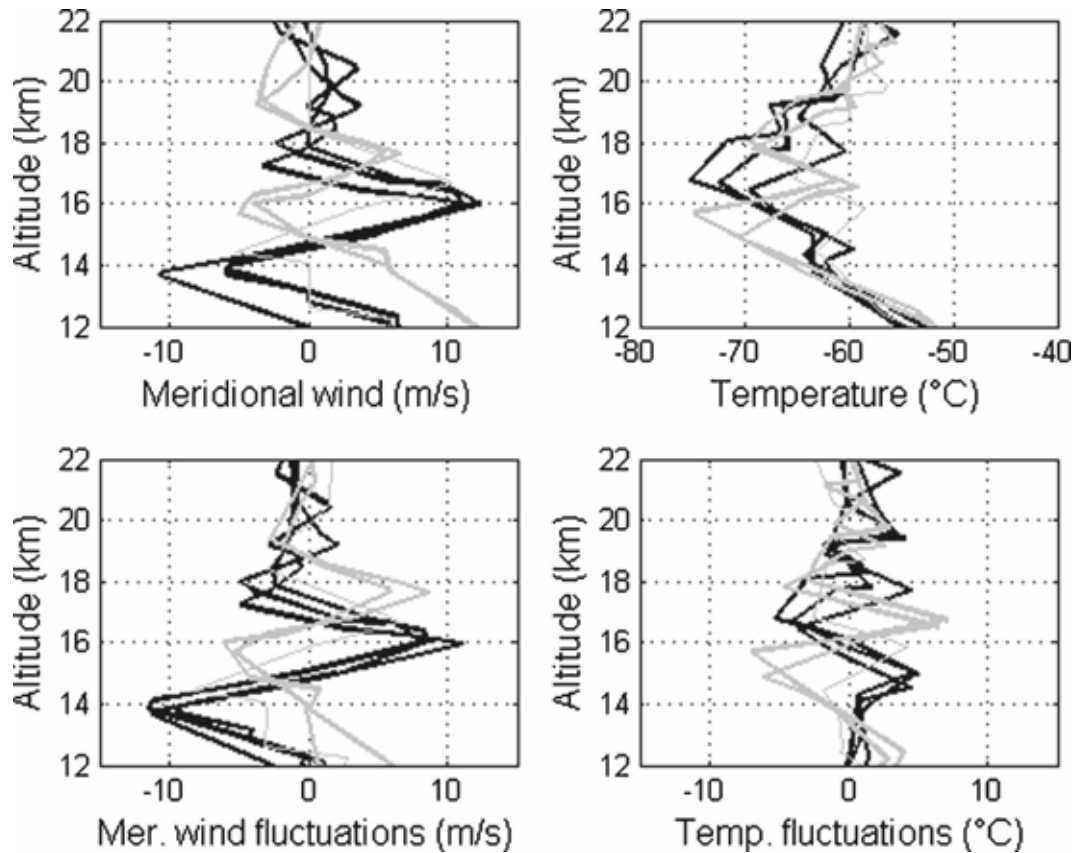 22
20
18
16
14
12
Altitude (km)
-10 0 10
Meridional wind (m/s)
22
20
18
16
14
12
Altitude (km)
-80 -70 -60 -50 -40
Temperature (°C)
22
20
18
16
14
12
Altitude (km)
-10 0 10
Mer. wind fluctuations (m/s)
22
20
18
16
14
12
Altitude (km)
-10 0 10
Temp. fluctuations (°C)